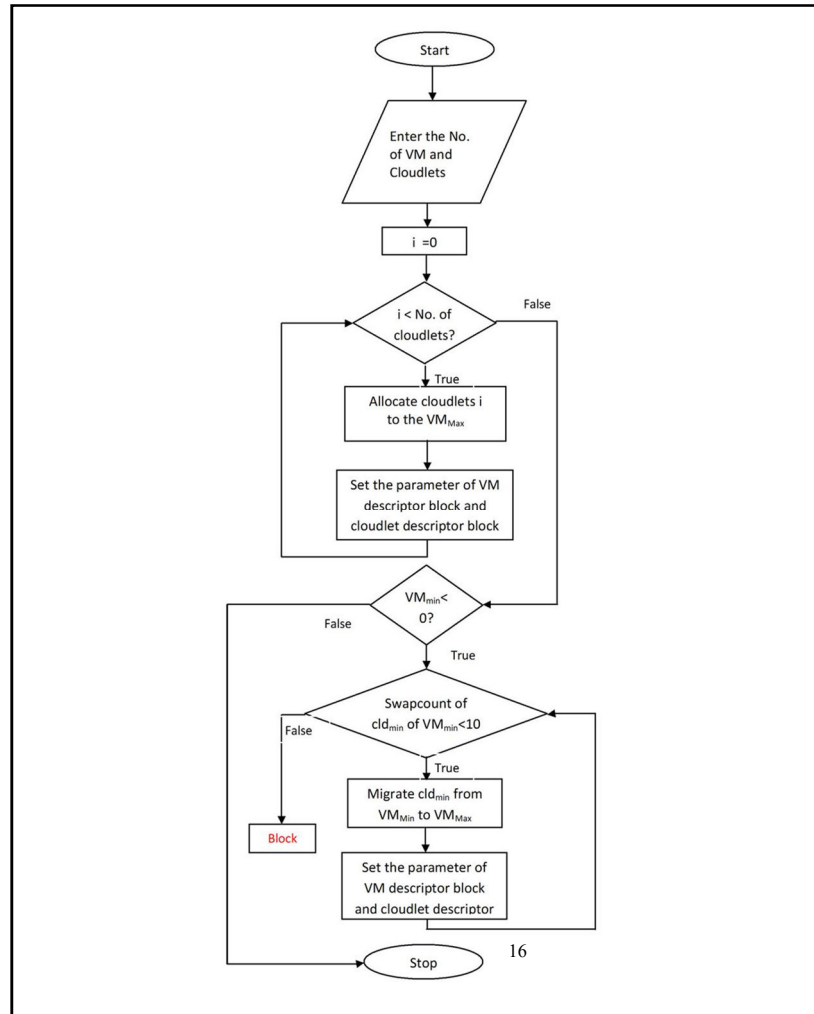 Start
Enter the No.
of VM and
Cloudlets
i =0
i < No. of
cloudlets?
False
True
Allocate cloudlets i
to the VMMax
Set the parameter of VM
descriptor block and
cloudlet descriptor block
VMmin<
0?
False
True
Swapcount of
cldmin of VMmin<10
False
True
Migrate cldmin from
VMMin to VMMax
Block
Set the parameter of
VM descriptor block
and cloudlet descriptor
16
Stop